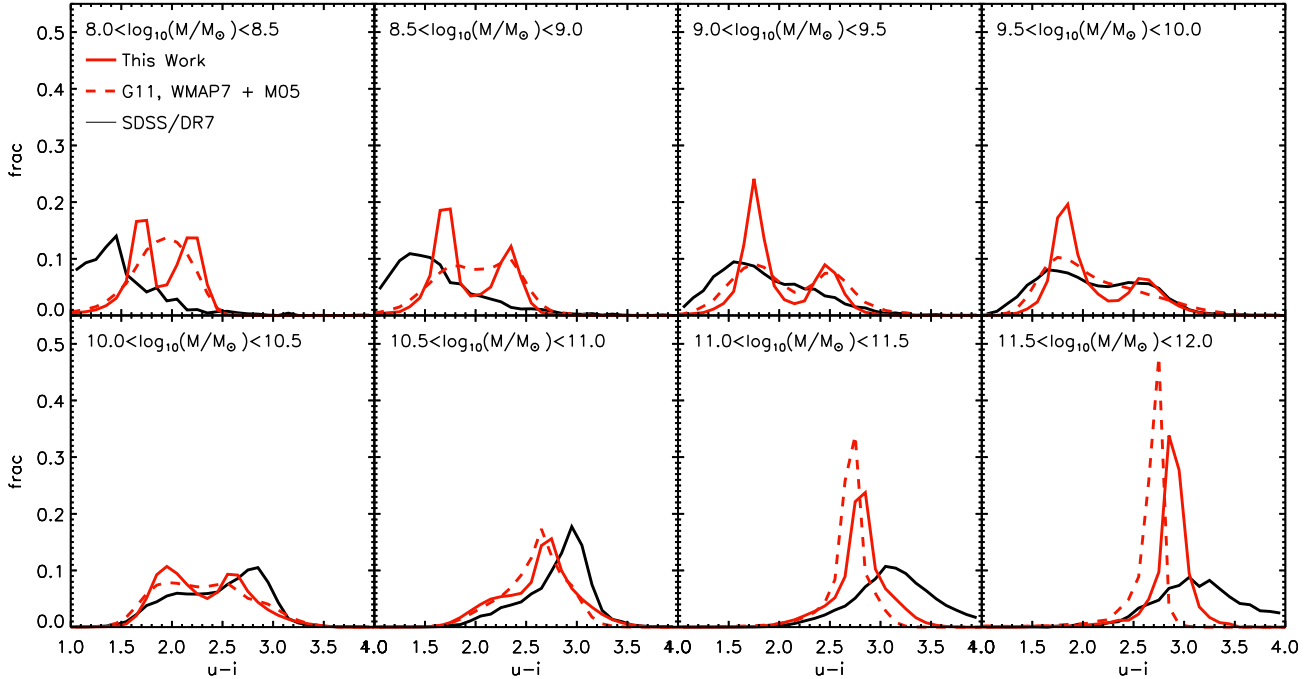 8.0<log₁₀(M/M☉)<8.5
8.5<log₁₀(M/M☉)<9.0
9.0<log₁₀(M/M☉)<9.5
9.5<log₁₀(M/M☉)<10.0
This Work
G11, WMAP7 + M05
SDSS/DR7
frac
0.5
0.4
0.3
0.2
0.1
0.0
10.0<log₁₀(M/M☉)<10.5
10.5<log₁₀(M/M☉)<11.0
11.0<log₁₀(M/M☉)<11.5
11.5<log₁₀(M/M☉)<12.0
frac
0.5
0.4
0.3
0.2
0.1
0.0
1.0 1.5 2.0 2.5 3.0 3.5 1.5 2.0 2.5 3.0 3.5 1.5 2.0 2.5 3.0 3.5 4.0 1.5 2.0 2.5 3.0 3.5 4.0
u-i u-i u-i u-i